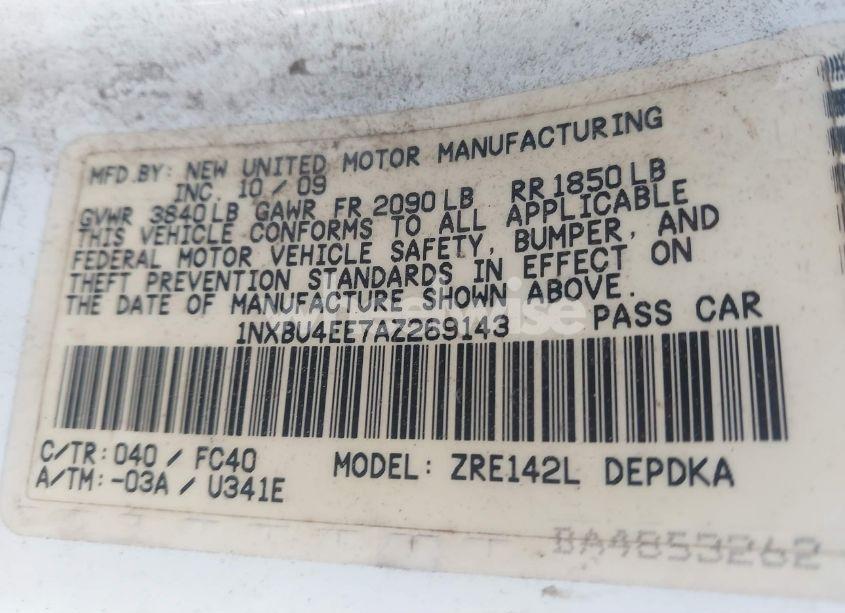 MFD.BY: NEW UNITED MOTOR MANUFACTURING
INC. 10 / 09
GVWR 3840 LB GAWR FR 2090 LB RR 1850 LB
THIS VEHICLE CONFORMS TO ALL APPLICABLE
FEDERAL MOTOR VEHICLE SAFETY, BUMPER, AND
THEFT PREVENTION STANDARDS IN EFFECT ON
THE DATE OF MANUFACTURE SHOWN ABOVE.
1NXBU4EE7AZ269143 PASS CAR
C/TR: 040 / FC40 MODEL: ZRE142L DEPDKA
A/TM: -03A / U341E
BA4853262